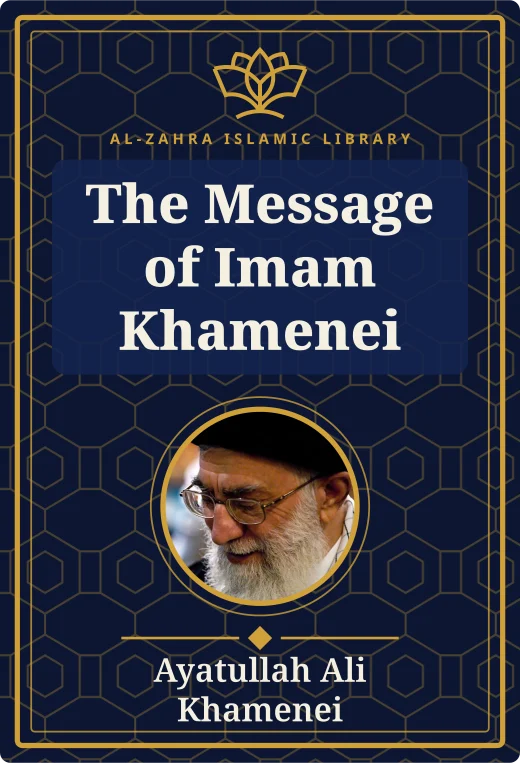 AL-ZAHRA ISLAMIC LIBRARY
The Message
of Imam
Khamenei
Ayatullah Ali
Khamenei